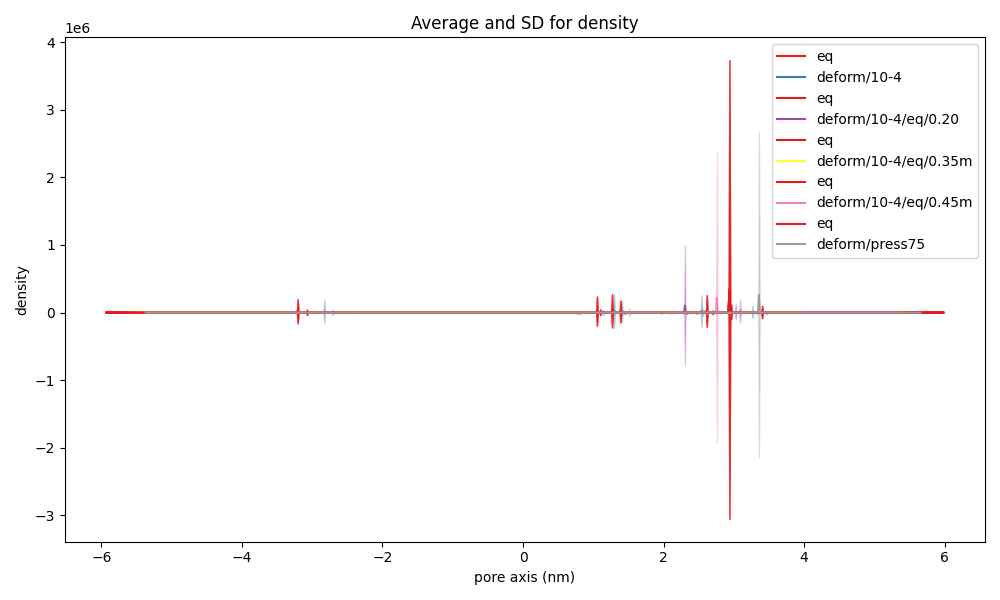 Average and SD for density
1e6
4
3
2
1
0
−1
−2
−3
density
−6
−4
−2
0
2
4
6
pore axis (nm)
eq
deform/10-4
eq
deform/10-4/eq/0.20
eq
deform/10-4/eq/0.35m
eq
deform/10-4/eq/0.45m
eq
deform/press75